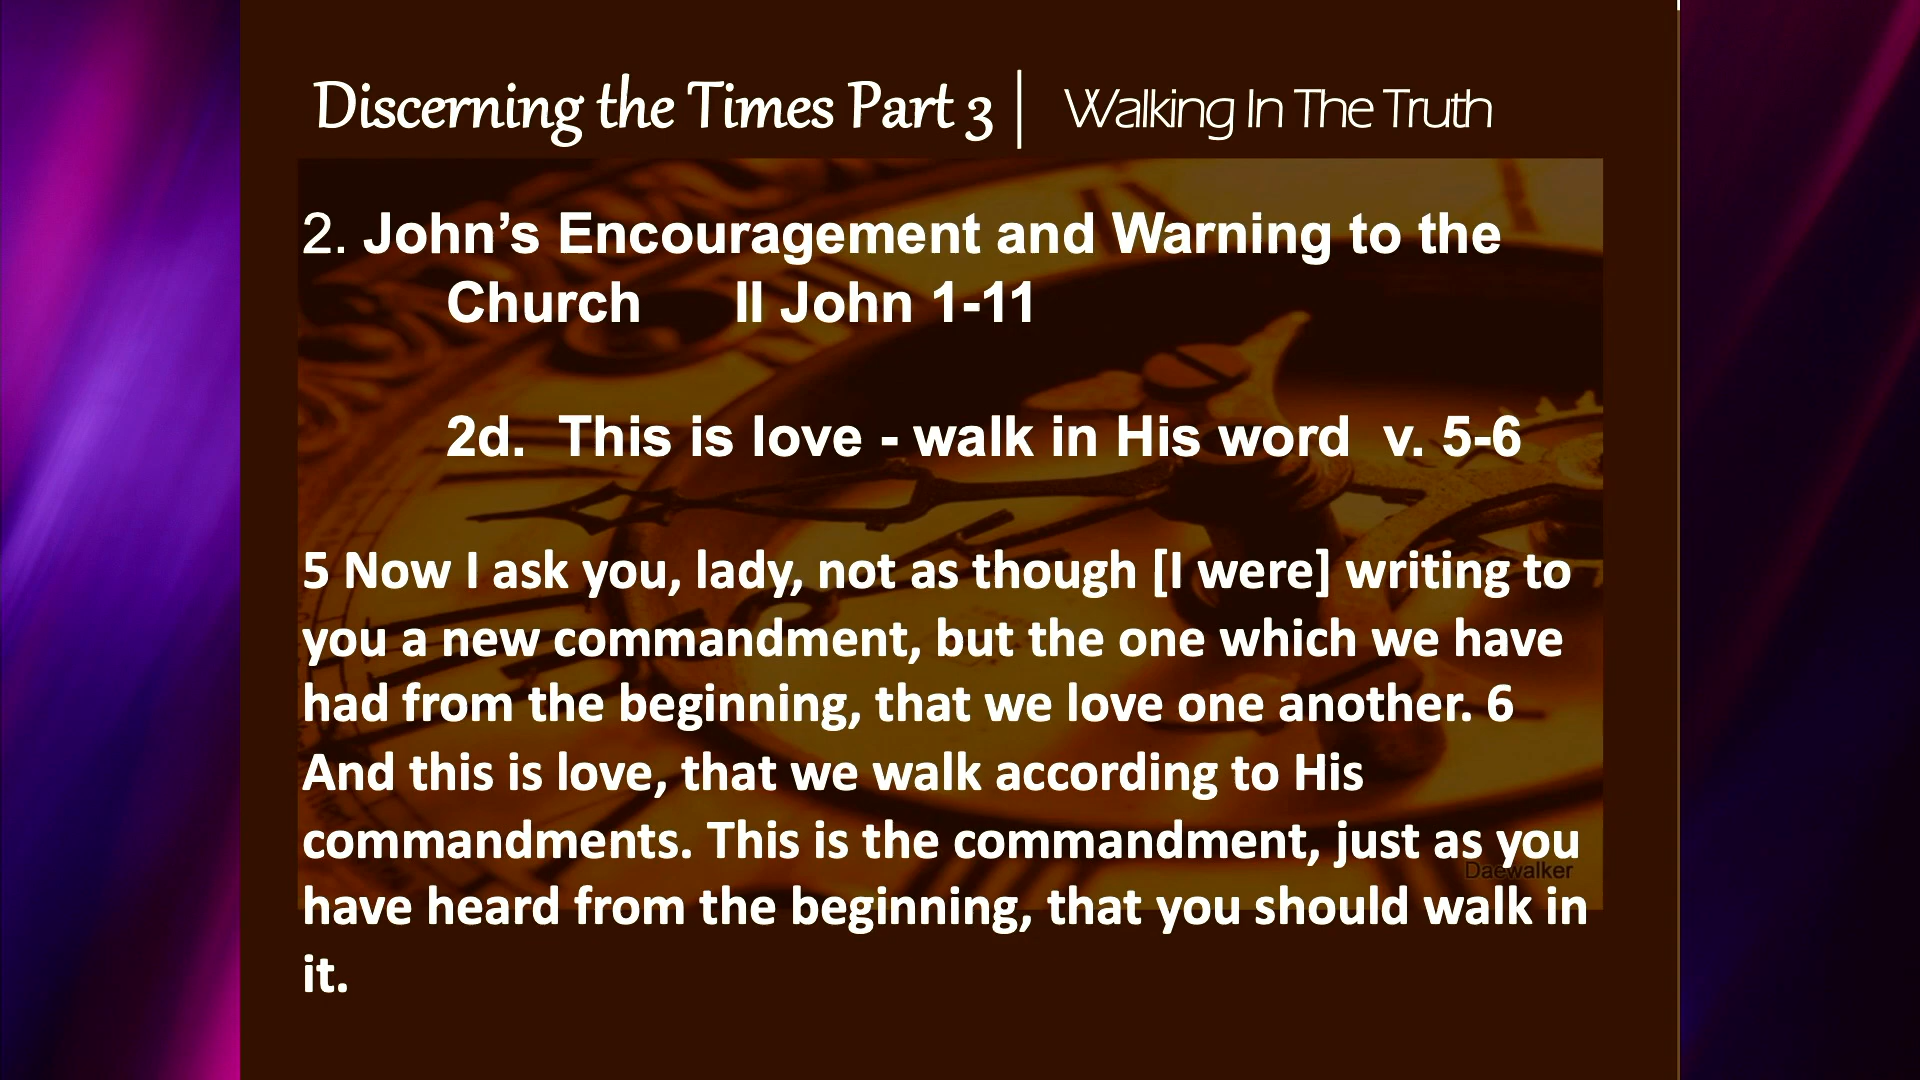 Discerning the Times Part 3 | Walking In The Truth
2. John’s Encouragement and Warning to the
Church II John 1-11
2d. This is love - walk in His word v. 5-6
5 Now I ask you, lady, not as though [I were] writing to
you a new commandment, but the one which we have
had from the beginning, that we love one another. 6
And this is love, that we walk according to His
commandments. This is the commandment, just as you
Daewalker
have heard from the beginning, that you should walk in
it.